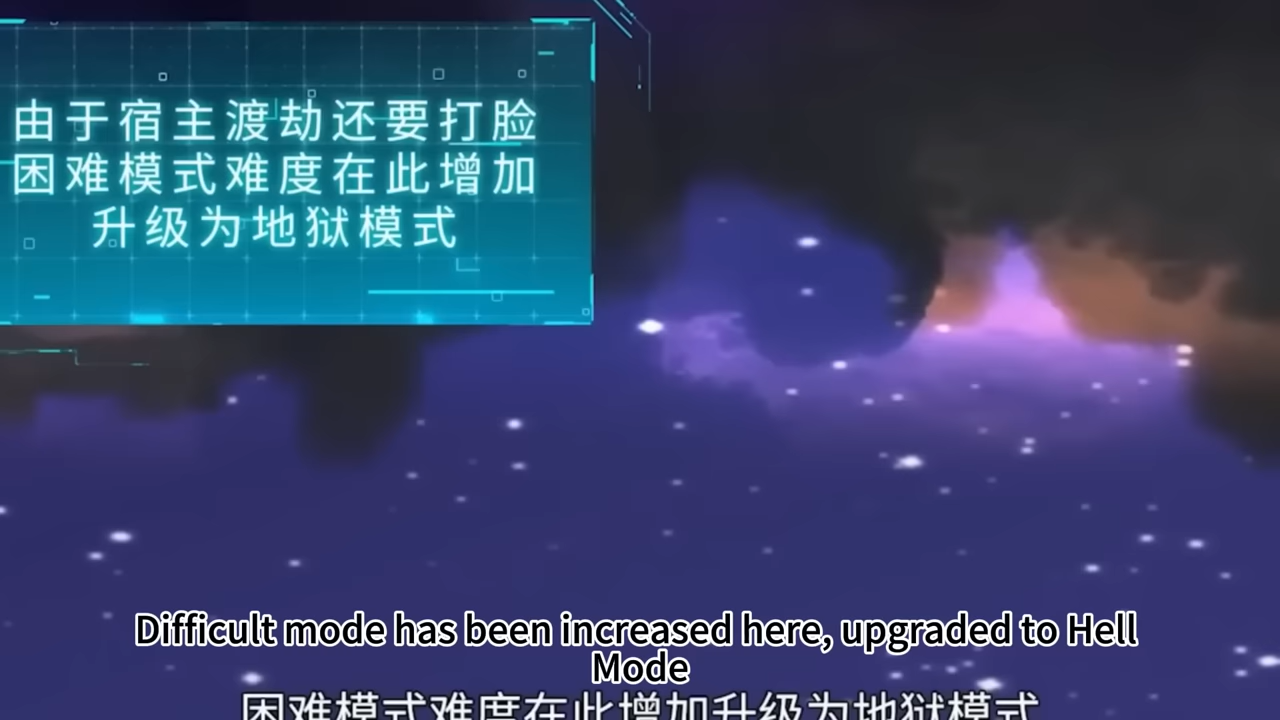 由于宿主渡劫还要打脸
困难模式难度在此增加
升级为地狱模式
Difficult mode has been increased here, upgraded to Hell
Mode
困难模式难度在此增加升级为地狱模式